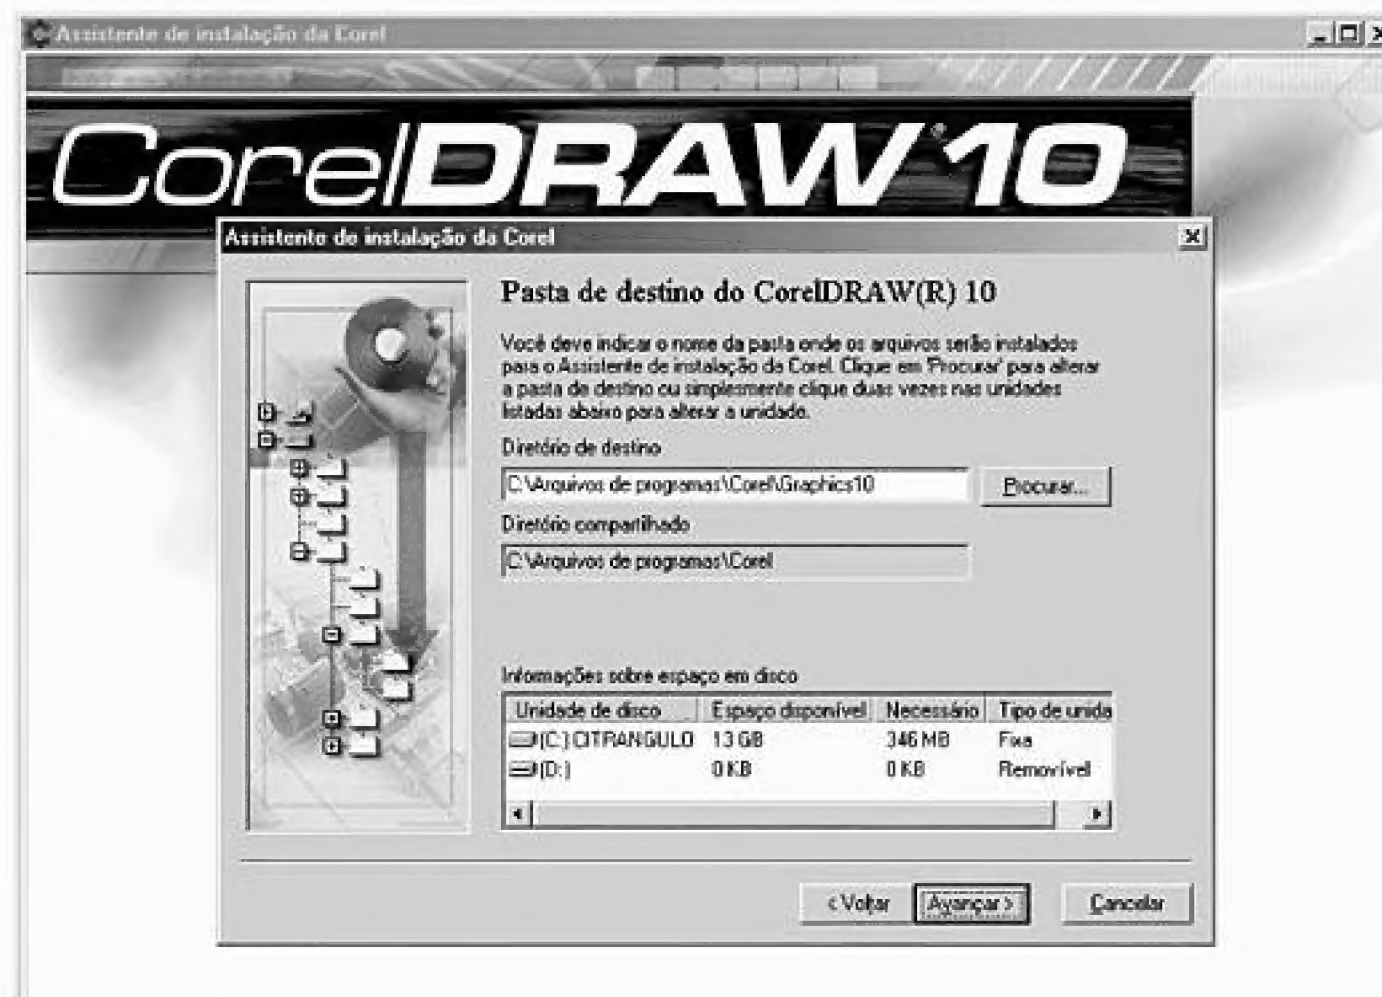 Assistente de instalação da Corel
CorelDRAW®10
Assistente de instalação da Corel
Pasta de destino do CorelDRAW(R) 10
Você deve indicar o nome da pasta onde os arquivos serão instalados
para o Assistente de instalação da Corel. Clique em 'Procurar' para alterar
a pasta de destino ou simplesmente clique duas vezes nas unidades
listadas abaixo para alterar a unidade.
Diretório de destino
C:\Arquivos de programas\Corel\Graphics10
Procurar...
Diretório compartilhado
C:\Arquivos de programas\Corel
Informações sobre espaço em disco
Unidade de disco Espaço disponível Necessário Tipo de unida
(C:) CITRANGULO 13 GB 346 MB Fixa
(D:) 0 KB 0 KB Removível
< Voltar Avançar > Cancelar